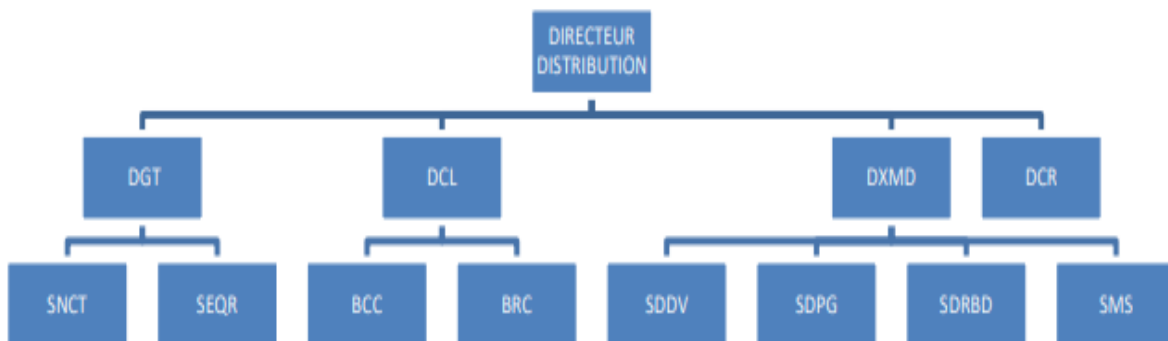 DIRECTEUR
DISTRIBUTION
DGT
DCL
DXMD
DCR
SNCT
SEQR
BCC
BRC
SDDV
SDPG
SDRBD
SMS